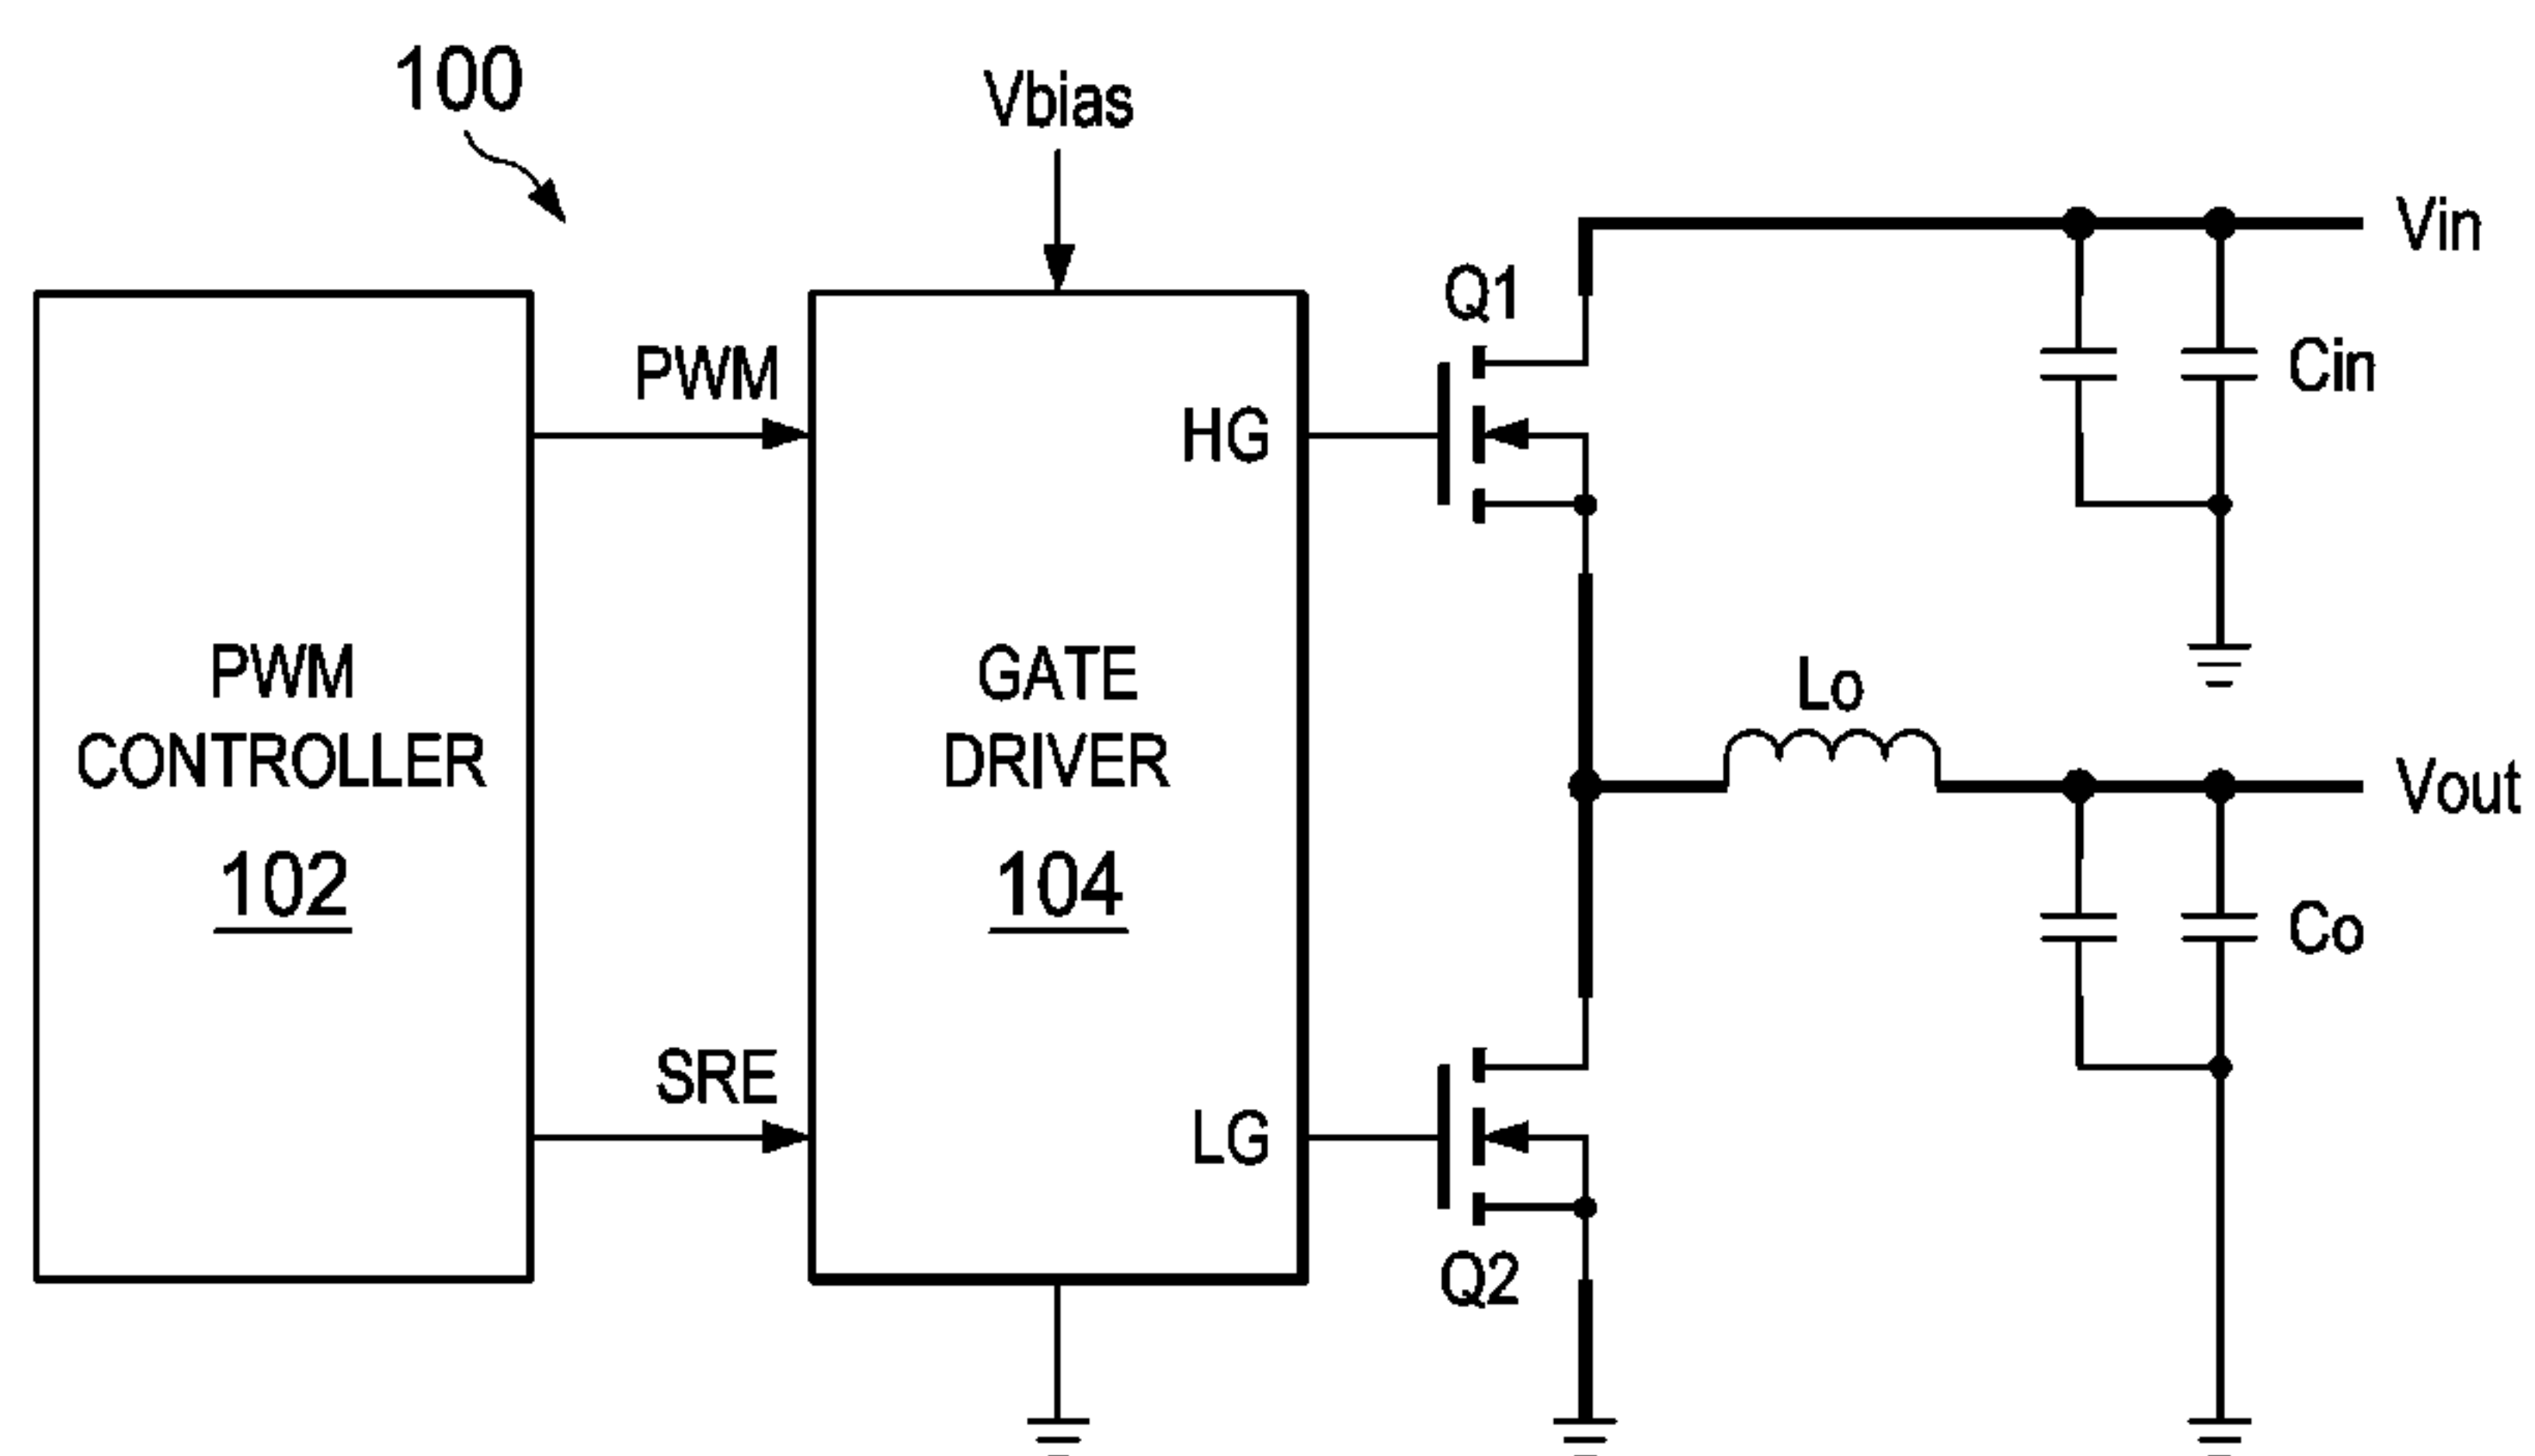 100
Vbias
Vin
Q1
PWM
Cin
HG
PWM
CONTROLLER
102
GATE
DRIVER
104
Lo
Vout
Co
SRE
LG
Q2